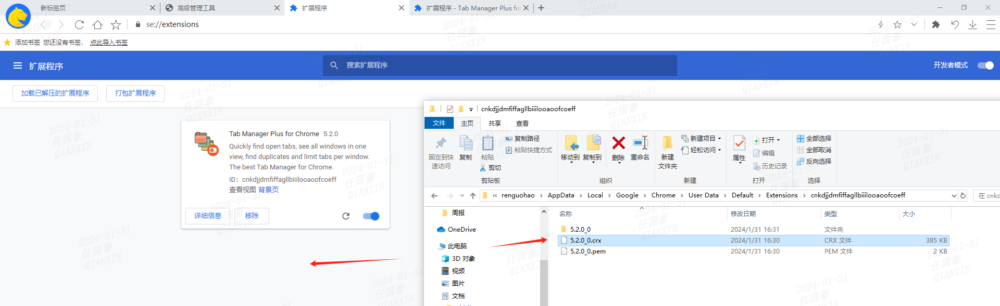 新标签页
高级管理工具
扩展程序
扩展程序 - Tab Manager Plus fo
se://extensions
添加书签 您还没有书签， 点此导入书签
扩展程序
搜索扩展程序
开发者模式
加载已解压的扩展程序
打包扩展程序
Tab Manager Plus for Chrome 5.2.0
Quickly find open tabs, see all windows in one
view, find duplicates and limit tabs per window.
The best Tab Manager for Chrome.
ID： cnkdjjdmfiffagllbiiilooaoofcoeff
查看视图 背景页
详细信息
移除
cnkdjjdmfiffagllbiiilooaoofcoeff
文件 主页 共享 查看
固定到快
速访问
复制
粘贴
复制路径
粘贴快捷方式
剪切
剪贴板
移动到
复制到
删除
重命名
组织
新建
文件夹
新建项目
轻松访问
新建
属性
打开
编辑
历史记录
打开
全部选择
全部取消
反向选择
选择
« renguohao › AppData › Local › Google › Chrome › User Data › Default › Extensions › cnkdjjdmfiffagllbiiilooaoofcoeff
在 cnkd
周报
OneDrive
此电脑
3D 对象
视频
图片
文档
名称 修改日期 类型 大小
5.2.0_0 2024/1/31 16:31 文件夹
5.2.0_0.crx 2024/1/31 16:30 CRX 文件 385 KB
5.2.0_0.pem 2024/1/31 16:30 PEM 文件 2 KB
2024-01-31
任国豪
QIANXIN